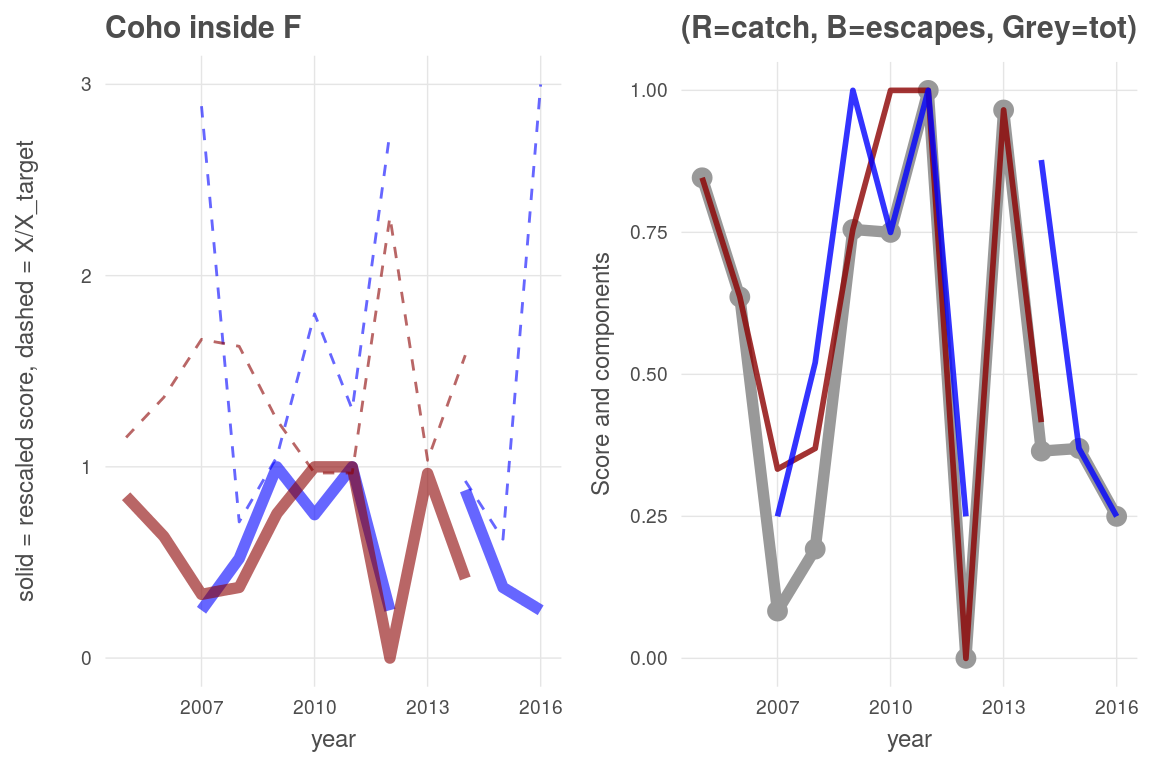 Coho inside F
solid = rescaled score, dashed = X/X_target
3
2
1
0
2007
2010
2013
2016
year
(R=catch, B=escapes, Grey=tot)
Score and components
1.00
0.75
0.50
0.25
0.00
2007
2010
2013
2016
year